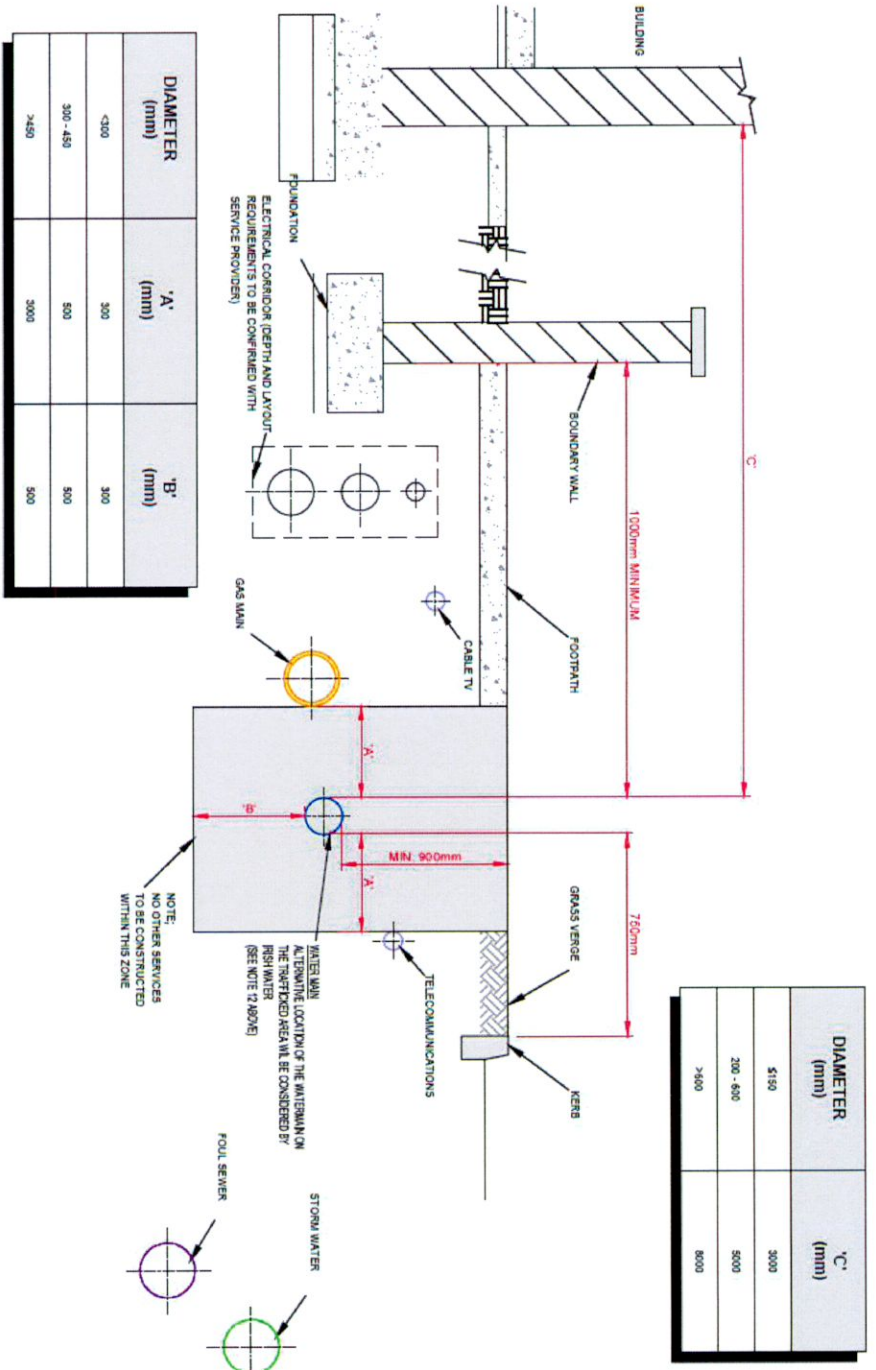 BUILDING
'C'
BOUNDARY WALL
1000mm MINIMUM
FOOTPATH
750mm
GRASS VERGE
KERB
FOUNDATION
ELECTRICAL CORRIDOR (DEPTH AND LAYOUT
REQUIREMENTS TO BE CONFIRMED WITH
SERVICE PROVIDER)
CABLE TV
GAS MAIN
'A'
MIN. 900mm
'A'
'B'
TELECOMMUNICATIONS
WATER MAIN
ALTERNATIVE LOCATION OF THE WATERMAIN ON
THE TRAFFICKED AREA WILL BE CONSIDERED BY
IRISH WATER
(SEE NOTE 12 ABOVE)
NOTE;
NO OTHER SERVICES
TO BE CONSTRUCTED
WITHIN THIS ZONE
STORM WATER
FOUL SEWER
DIAMETER (mm) 'C' (mm)
≤150 3000
200 - 600 5000
>600 8000
DIAMETER (mm) 'A' (mm) 'B' (mm)
<300 300 300
300 - 450 500 500
>450 3000 500